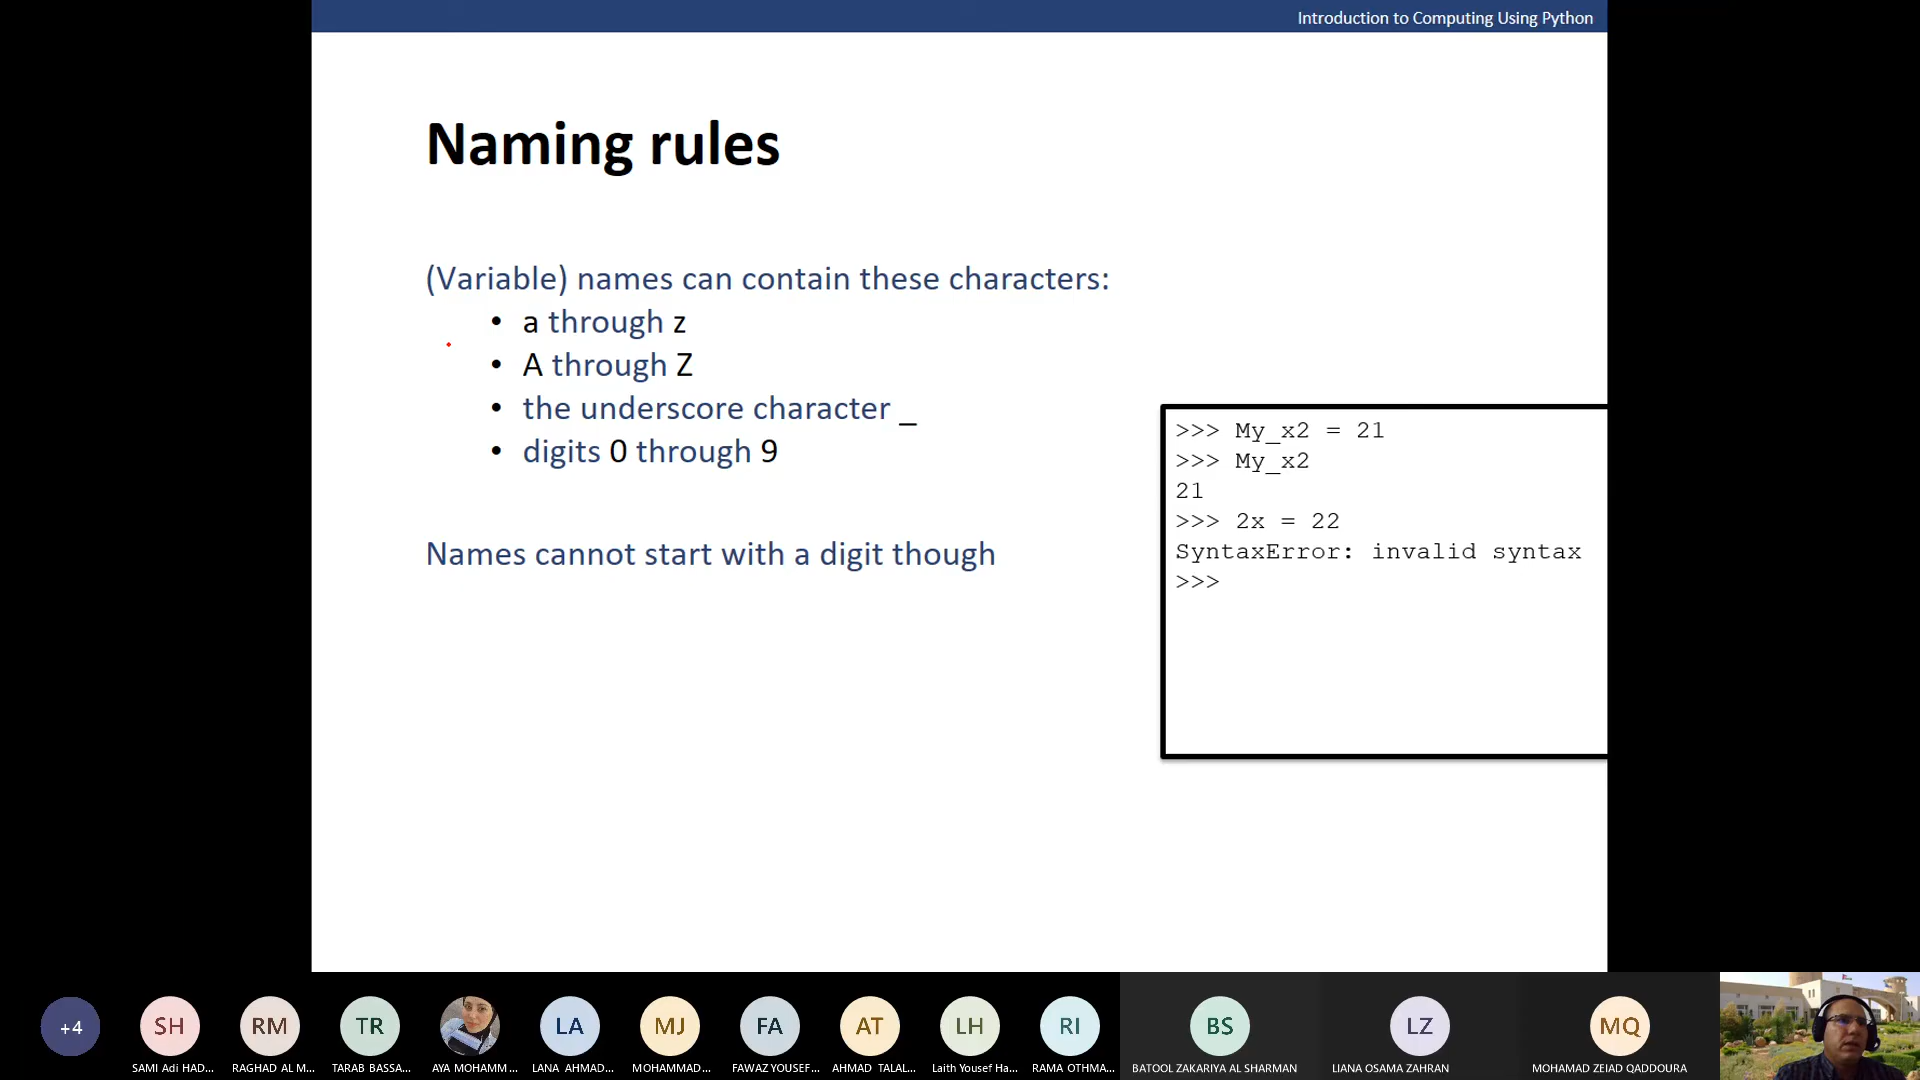 Introduction to Computing Using Python
Naming rules
(Variable) names can contain these characters:
• a through z
• A through Z
• the underscore character _
• digits 0 through 9
Names cannot start with a digit though
>>> My_x2 = 21
>>> My_x2
21
>>> 2x = 22
SyntaxError: invalid syntax
>>>
+4
SH
RM
TR
LA
MJ
FA
AT
LH
RI
BS
LZ
MQ
SAMI Adi HAD...
RAGHAD AL M...
TARAB BASSA...
AYA MOHAMM...
LANA AHMAD...
MOHAMMAD...
FAWAZ YOUSEF...
AHMAD TALAL...
Laith Yousef Ha...
RAMA OTHMA...
BATOOL ZAKARIYA AL SHARMAN
LIANA OSAMA ZAHRAN
MOHAMAD ZEIAD QADDOURA